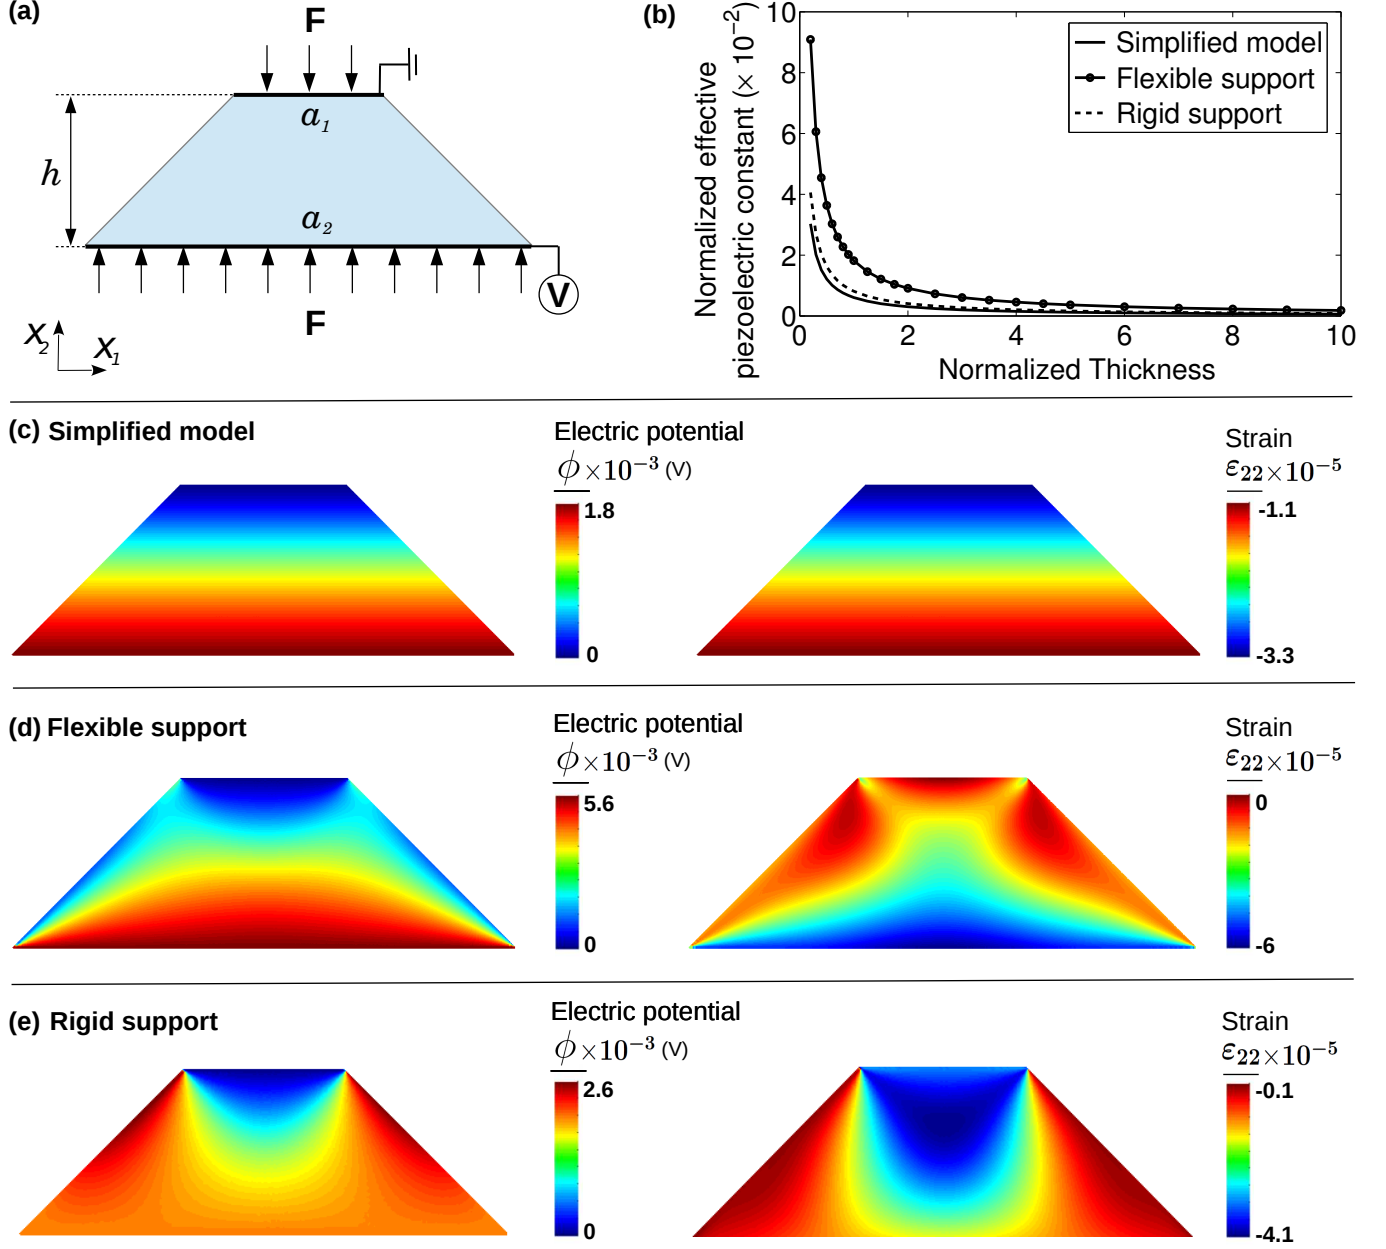 (a)
F
a1
h
a2
V
F
X2
X1
(b)
Normalized effective
piezoelectric constant (× 10−2)
10
8
6
4
2
0
0 2 4 6 8 10
Normalized Thickness
Simplified model
Flexible support
Rigid support
(c) Simplified model
Electric potential
ϕ×10−3 (V)
1.8
0
Strain
ε22×10−5
-1.1
-3.3
(d) Flexible support
Electric potential
ϕ×10−3 (V)
5.6
0
Strain
ε22×10−5
0
-6
(e) Rigid support
Electric potential
ϕ×10−3 (V)
2.6
0
Strain
ε22×10−5
-0.1
-4.1